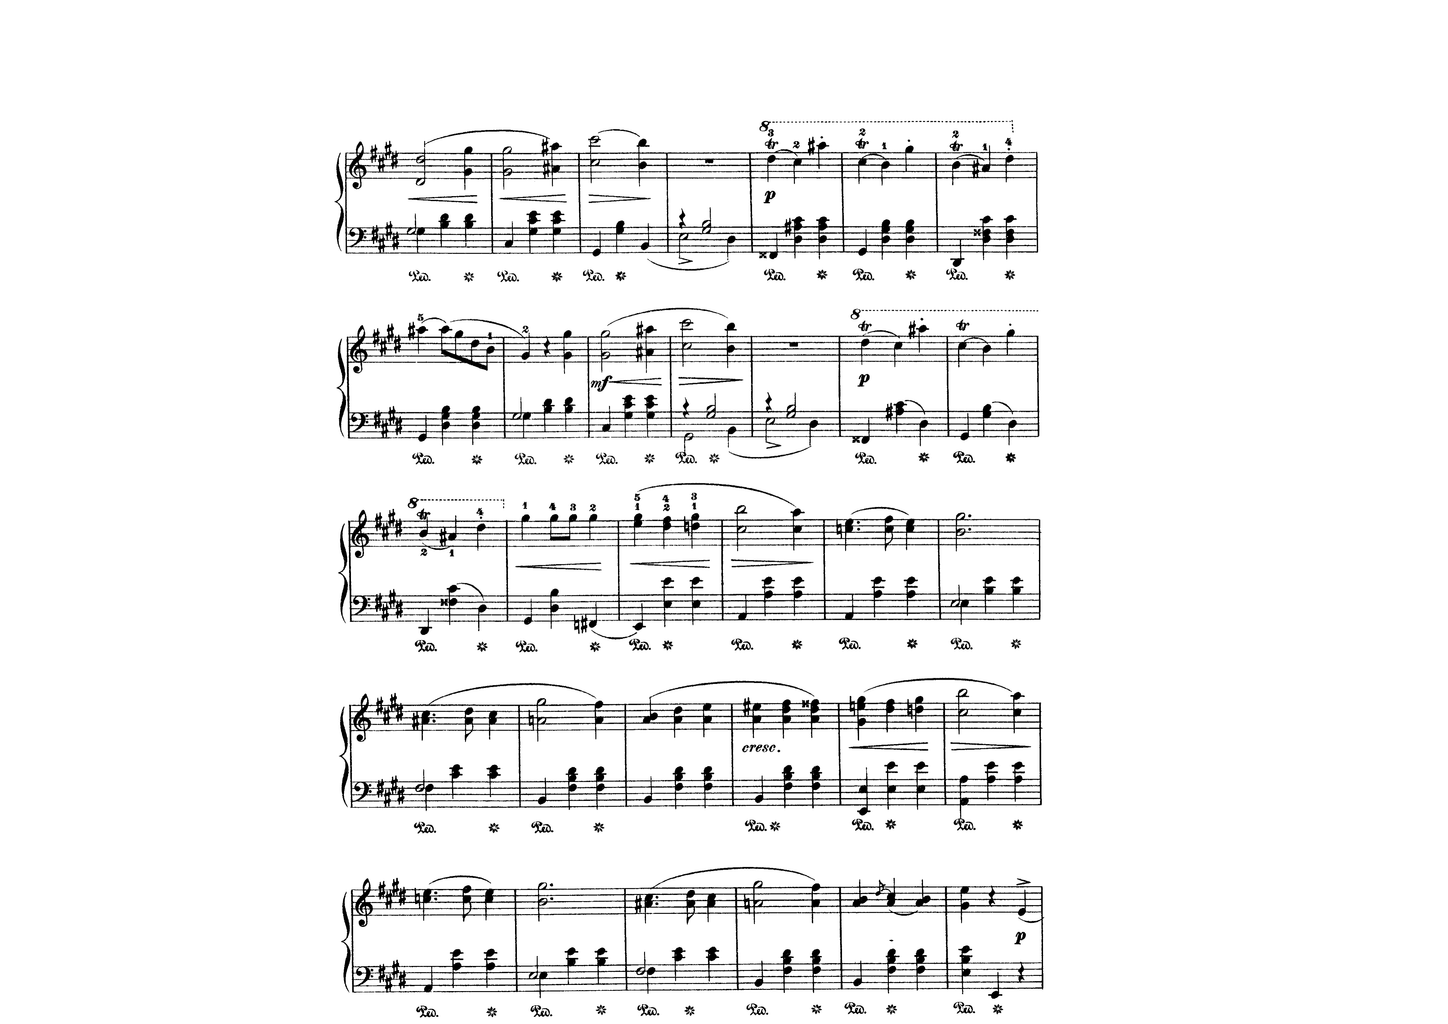 8
3 2 2 1 2 1 4
tr tr tr
p
Ped. * Ped. * Ped. * Ped. * Ped. * Ped. *
8
5 1 2
tr tr
mf p
Ped. * Ped. * Ped. * Ped. * Ped. * Ped. *
8
tr 4 1 4 3 2 5 4 3
1 2 1
2 1
Ped. * Ped. * Ped. * Ped. * Ped. * Ped. *
cresc.
Ped. * Ped. * Ped. * Ped. * Ped. *
p
Ped. * Ped. * Ped. * Ped. * Ped. * Ped. *